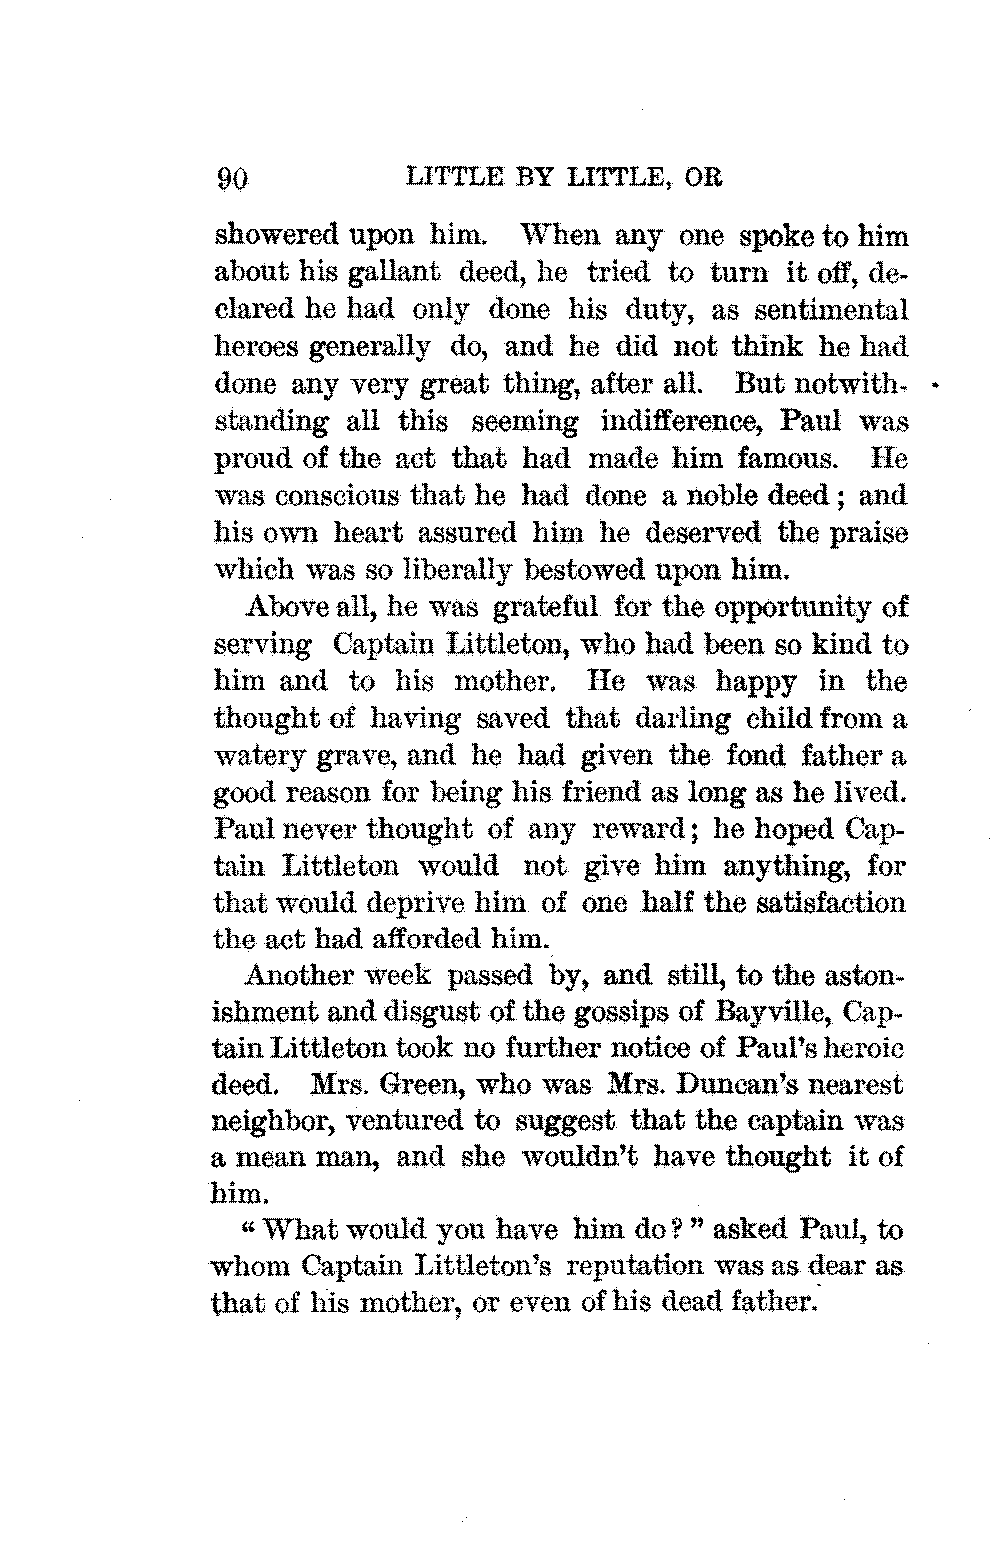 90 LITTLE BY LITTLE, OR
showered upon him. When any one spoke to him
about his gallant deed, he tried to turn it off, de-
clared he had only done his duty, as sentimental
heroes generally do, and he did not think he had
done any very great thing, after all. But notwith-
standing all this seeming indifference, Paul was
proud of the act that had made him famous. He
was conscious that he had done a noble deed; and
his own heart assured him he deserved the praise
which was so liberally bestowed upon him.
Above all, he was grateful for the opportunity of
serving Captain Littleton, who had been so kind to
him and to his mother. He was happy in the
thought of having saved that darling child from a
watery grave, and he had given the fond father a
good reason for being his friend as long as he lived.
Paul never thought of any reward; he hoped Cap-
tain Littleton would not give him anything, for
that would deprive him of one half the satisfaction
the act had afforded him.
Another week passed by, and still, to the aston-
ishment and disgust of the gossips of Bayville, Cap-
tain Littleton took no further notice of Paul's heroic
deed. Mrs. Green, who was Mrs. Duncan's nearest
neighbor, ventured to suggest that the captain was
a mean man, and she wouldn't have thought it of
him.
"What would you have him do?" asked Paul, to
whom Captain Littleton's reputation was as dear as
that of his mother, or even of his dead father.